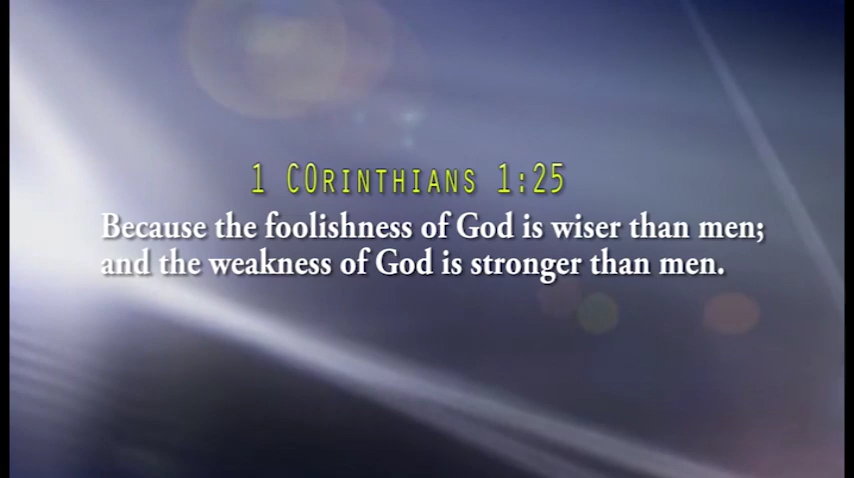 1 COrinthians 1:25
Because the foolishness of God is wiser than men;
and the weakness of God is stronger than men.